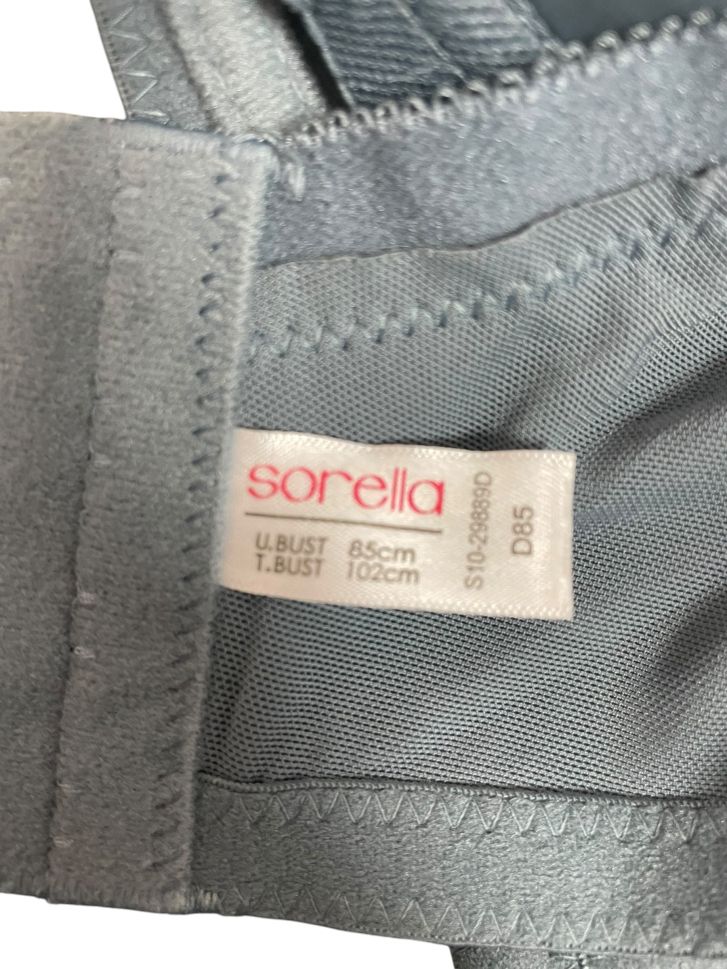 sorella
U.BUST 85cm
T.BUST 102cm
S10-29889D
D85